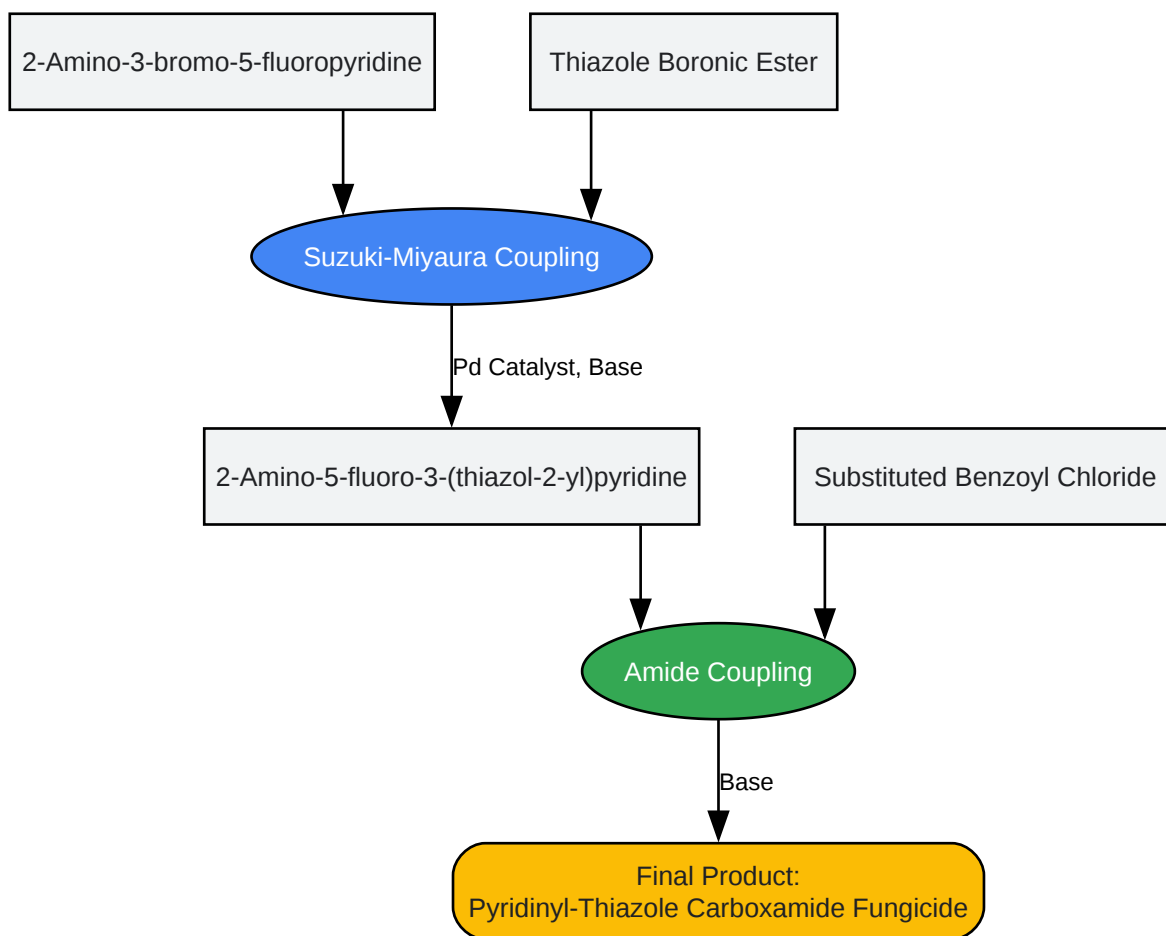 2-Amino-3-bromo-5-fluoropyridine
Thiazole Boronic Ester
Suzuki-Miyaura Coupling
Pd Catalyst, Base
2-Amino-5-fluoro-3-(thiazol-2-yl)pyridine
Substituted Benzoyl Chloride
Amide Coupling
Base
Final Product:
Pyridinyl-Thiazole Carboxamide Fungicide